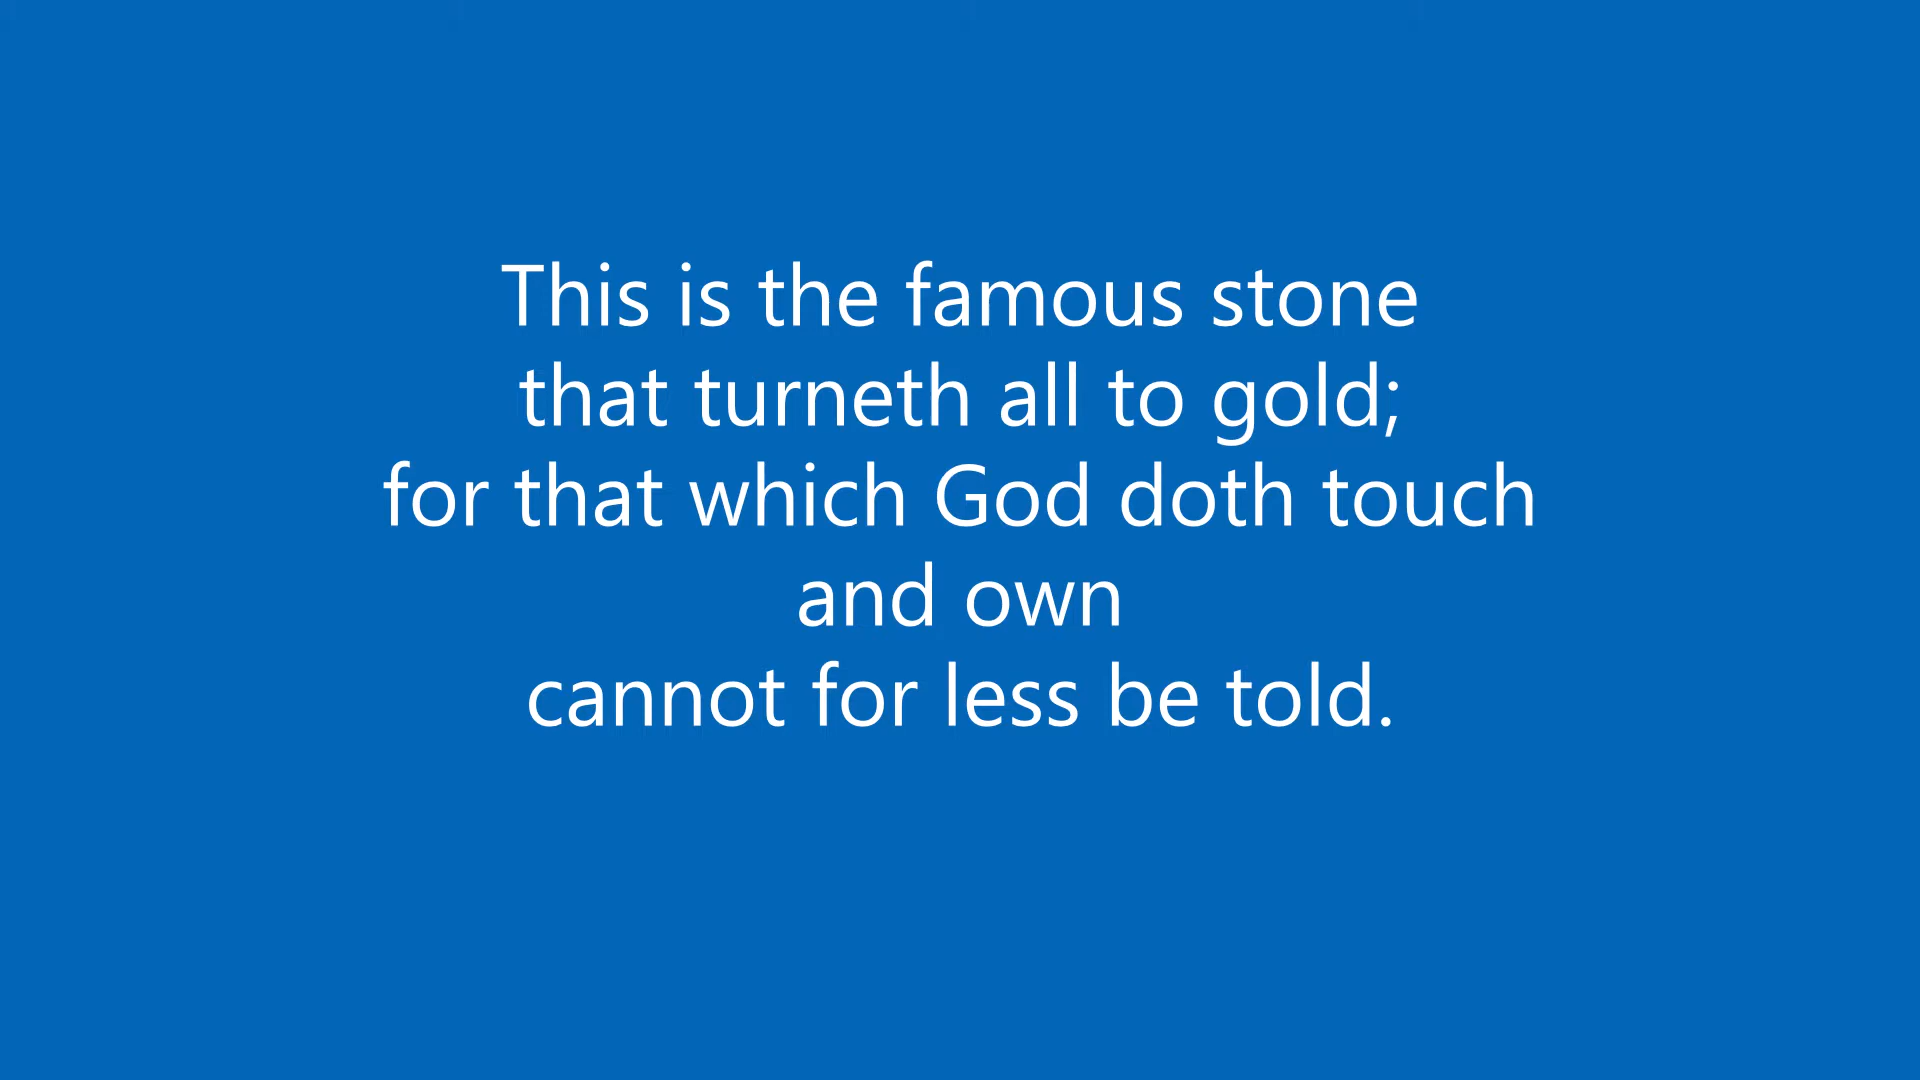 This is the famous stone
that turneth all to gold;
for that which God doth touch
and own
cannot for less be told.